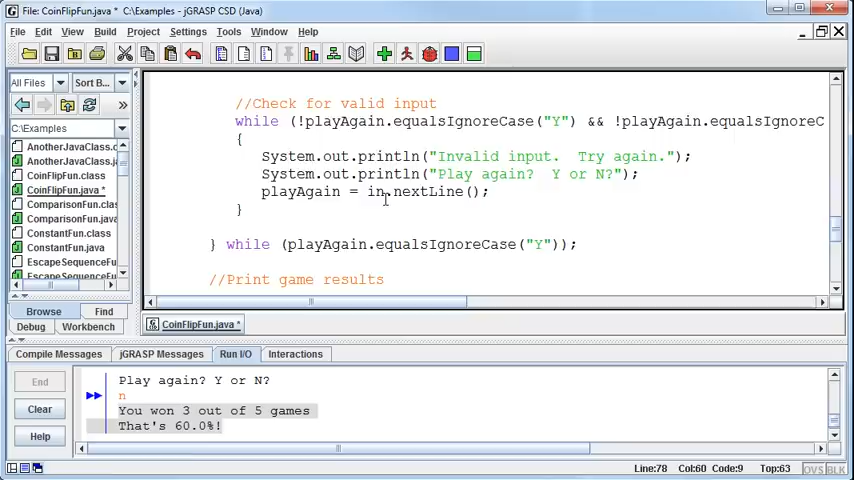 File: CoinFlipFun.java * C:\Examples - jGRASP CSD (Java)
File Edit View Build Project Settings Tools Window Help
All Files Sort B...
C:\Examples
AnotherJavaClass.c
AnotherJavaClass.j
CoinFlipFun.class
CoinFlipFun.java *
ComparisonFun.cl
ComparisonFun.ja
ConstantFun.class
ConstantFun.java
EscapeSequenceFu
Browse Find
Debug Workbench
//Check for valid input
while (!playAgain.equalsIgnoreCase("Y") && !playAgain.equalsIgnoreC
{
System.out.println("Invalid input.  Try again.");
System.out.println("Play again?  Y or N?");
playAgain = in.nextLine();
}
} while (playAgain.equalsIgnoreCase("Y"));
//Print game results
CoinFlipFun.java *
Compile Messages jGRASP Messages Run I/O Interactions
End
Clear
Help
Play again? Y or N?
n
You won 3 out of 5 games
That's 60.0%!
Line:78 Col:60 Code:9 Top:63 OVS BLK